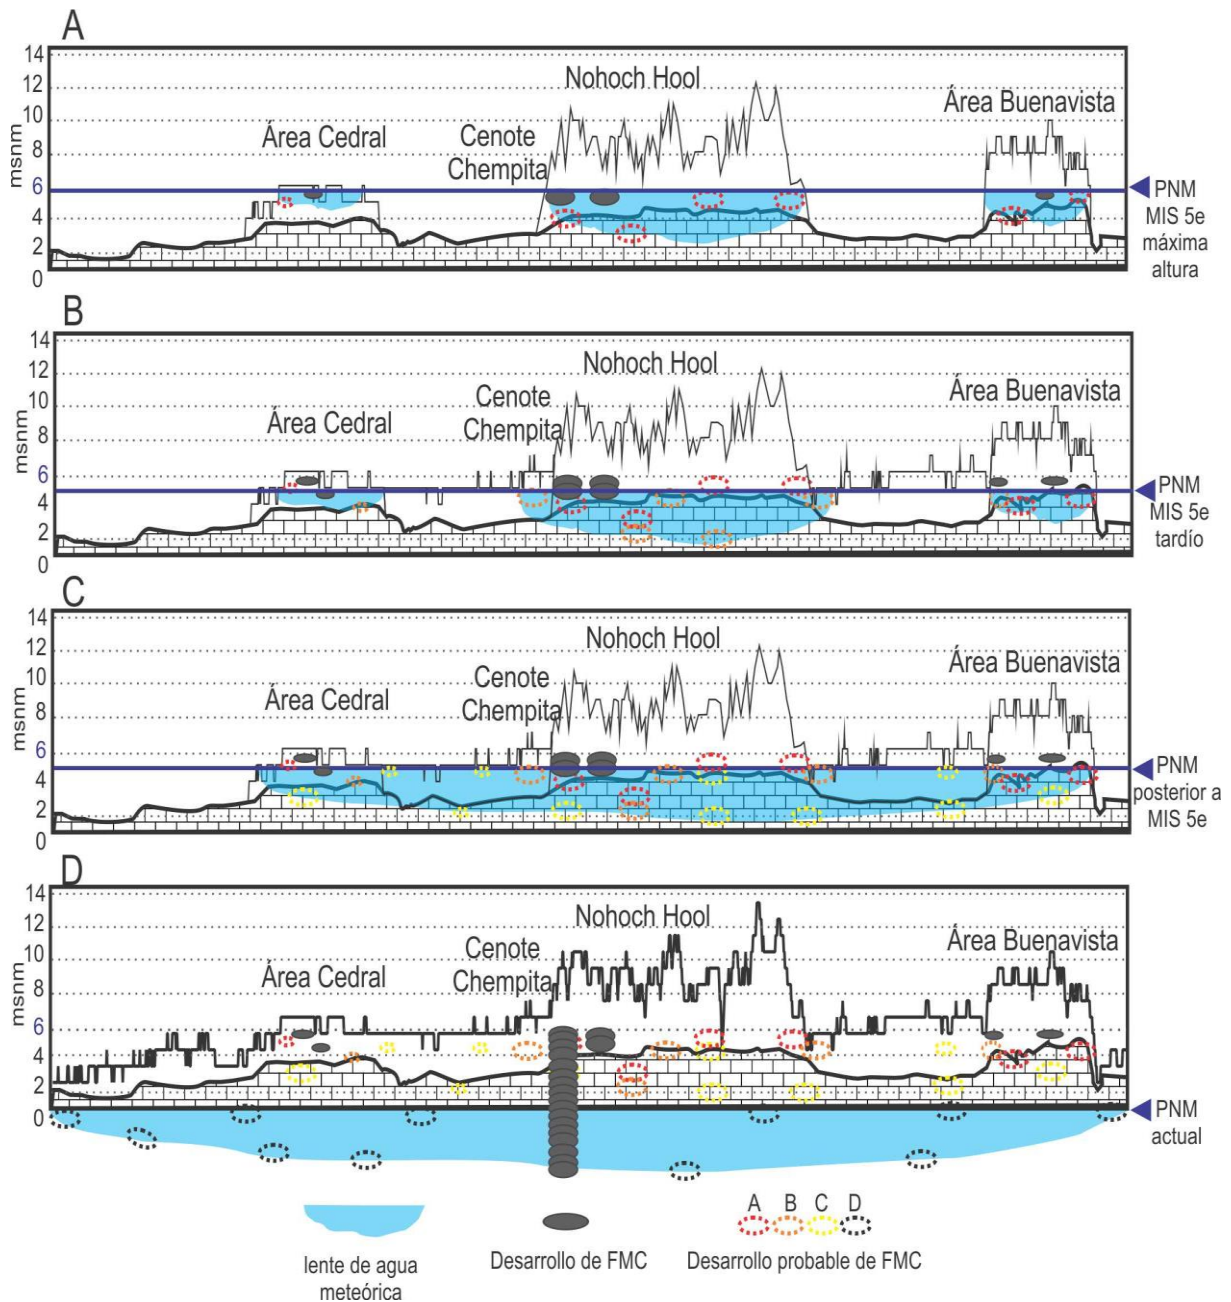 A
14
12
10
8
6
4
2
0
msnm
Área Cedral
Cenote
Chempita
Nohoch Hool
Área Buenavista
PNM
MIS 5e
máxima
altura
B
14
12
10
8
6
4
2
0
msnm
Área Cedral
Cenote
Chempita
Nohoch Hool
Área Buenavista
PNM
MIS 5e
tardío
C
14
12
10
8
6
4
2
0
msnm
Área Cedral
Cenote
Chempita
Nohoch Hool
Área Buenavista
PNM
posterior a
MIS 5e
D
14
12
10
8
6
4
2
0
msnm
Área Cedral
Cenote
Chempita
Nohoch Hool
Área Buenavista
PNM
actual
lente de agua
meteórica
Desarrollo de FMC
A B C D
Desarrollo probable de FMC